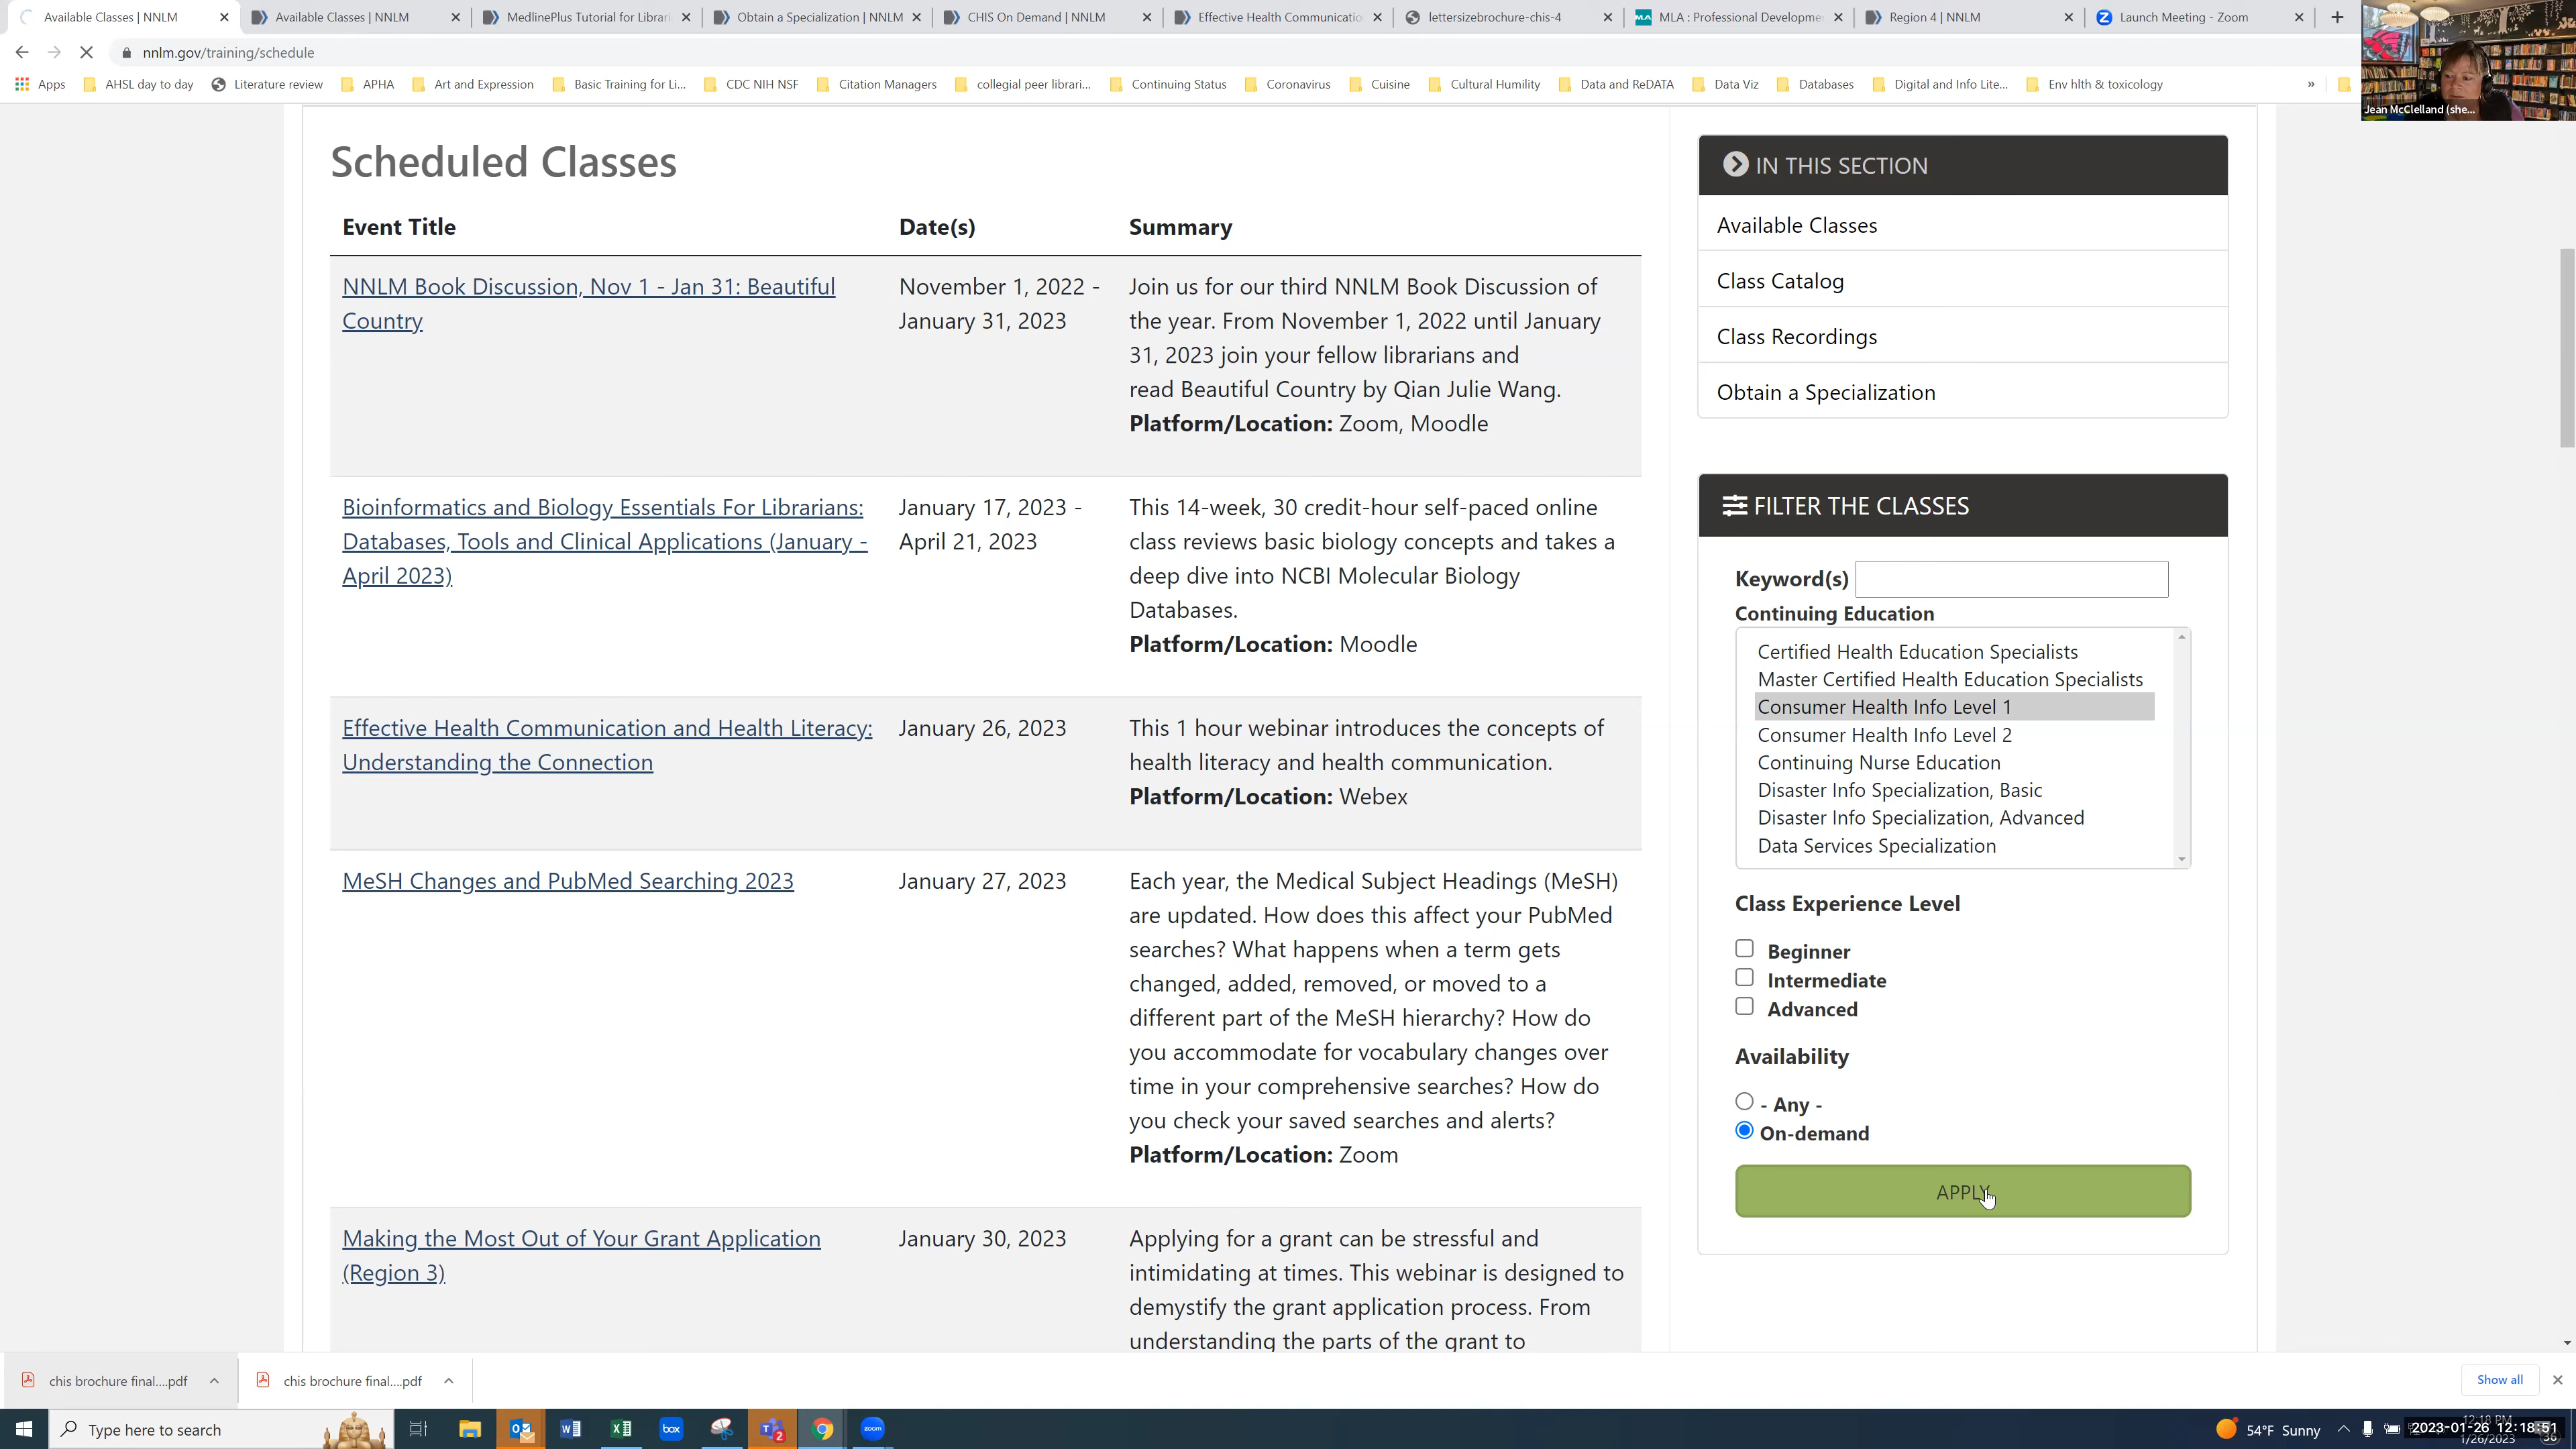 Available Classes | NNLM
Available Classes | NNLM
MedlinePlus Tutorial for Librari
Obtain a Specialization | NNLM
CHIS On Demand | NNLM
Effective Health Communicatio
lettersizebrochure-chis-4
MLA : Professional Developme
Region 4 | NNLM
Launch Meeting - Zoom
nnlm.gov/training/schedule
Apps
AHSL day to day
Literature review
APHA
Art and Expression
Basic Training for Li...
CDC NIH NSF
Citation Managers
collegial peer librari...
Continuing Status
Coronavirus
Cuisine
Cultural Humility
Data and ReDATA
Data Viz
Databases
Digital and Info Lite...
Env hlth & toxicology
»
Jean McClelland (she...
Scheduled Classes
Event Title
Date(s)
Summary
NNLM Book Discussion, Nov 1 - Jan 31: Beautiful
Country
November 1, 2022 -
January 31, 2023
Join us for our third NNLM Book Discussion of
the year. From November 1, 2022 until January
31, 2023 join your fellow librarians and
read Beautiful Country by Qian Julie Wang.
Platform/Location: Zoom, Moodle
Bioinformatics and Biology Essentials For Librarians:
Databases, Tools and Clinical Applications (January -
April 2023)
January 17, 2023 -
April 21, 2023
This 14-week, 30 credit-hour self-paced online
class reviews basic biology concepts and takes a
deep dive into NCBI Molecular Biology
Databases.
Platform/Location: Moodle
Effective Health Communication and Health Literacy:
Understanding the Connection
January 26, 2023
This 1 hour webinar introduces the concepts of
health literacy and health communication.
Platform/Location: Webex
MeSH Changes and PubMed Searching 2023
January 27, 2023
Each year, the Medical Subject Headings (MeSH)
are updated. How does this affect your PubMed
searches? What happens when a term gets
changed, added, removed, or moved to a
different part of the MeSH hierarchy? How do
you accommodate for vocabulary changes over
time in your comprehensive searches? How do
you check your saved searches and alerts?
Platform/Location: Zoom
Making the Most Out of Your Grant Application
(Region 3)
January 30, 2023
Applying for a grant can be stressful and
intimidating at times. This webinar is designed to
demystify the grant application process. From
understanding the parts of the grant to
IN THIS SECTION
Available Classes
Class Catalog
Class Recordings
Obtain a Specialization
FILTER THE CLASSES
Keyword(s)
Continuing Education
Certified Health Education Specialists
Master Certified Health Education Specialists
Consumer Health Info Level 1
Consumer Health Info Level 2
Continuing Nurse Education
Disaster Info Specialization, Basic
Disaster Info Specialization, Advanced
Data Services Specialization
Class Experience Level
Beginner
Intermediate
Advanced
Availability
- Any -
On-demand
APPLY
chis brochure final....pdf
chis brochure final....pdf
Show all
Type here to search
box
zoom
54°F Sunny
12:18 PM
2023-01-26 12:18:51
1/26/2023